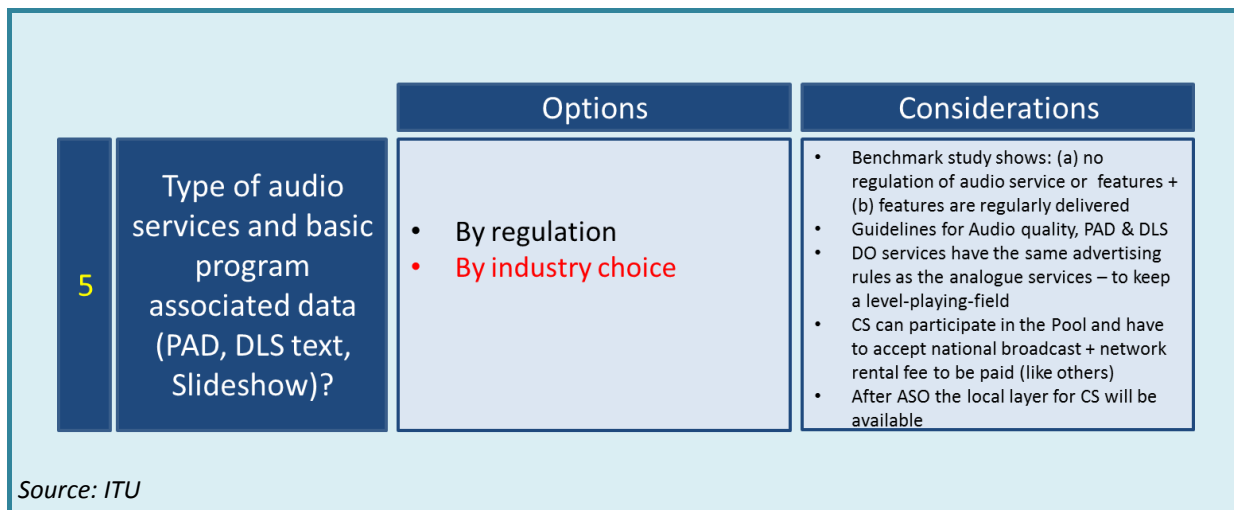 Options
Considerations
5
Type of audio
services and basic
program
associated data
(PAD, DLS text,
Slideshow)?
• By regulation
• By industry choice
• Benchmark study shows: (a) no
regulation of audio service or features +
(b) features are regularly delivered
• Guidelines for Audio quality, PAD & DLS
• DO services have the same advertising
rules as the analogue services – to keep
a level-playing-field
• CS can participate in the Pool and have
to accept national broadcast + network
rental fee to be paid (like others)
• After ASO the local layer for CS will be
available
Source: ITU